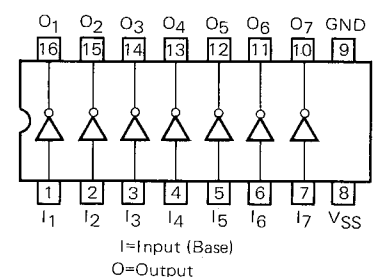 O1 O2 O3 O4 O5 O6 O7 GND
16 15 14 13 12 11 10 9
1 2 3 4 5 6 7 8
I1 I2 I3 I4 I5 I6 I7 VSS
I=Input (Base)
O=Output